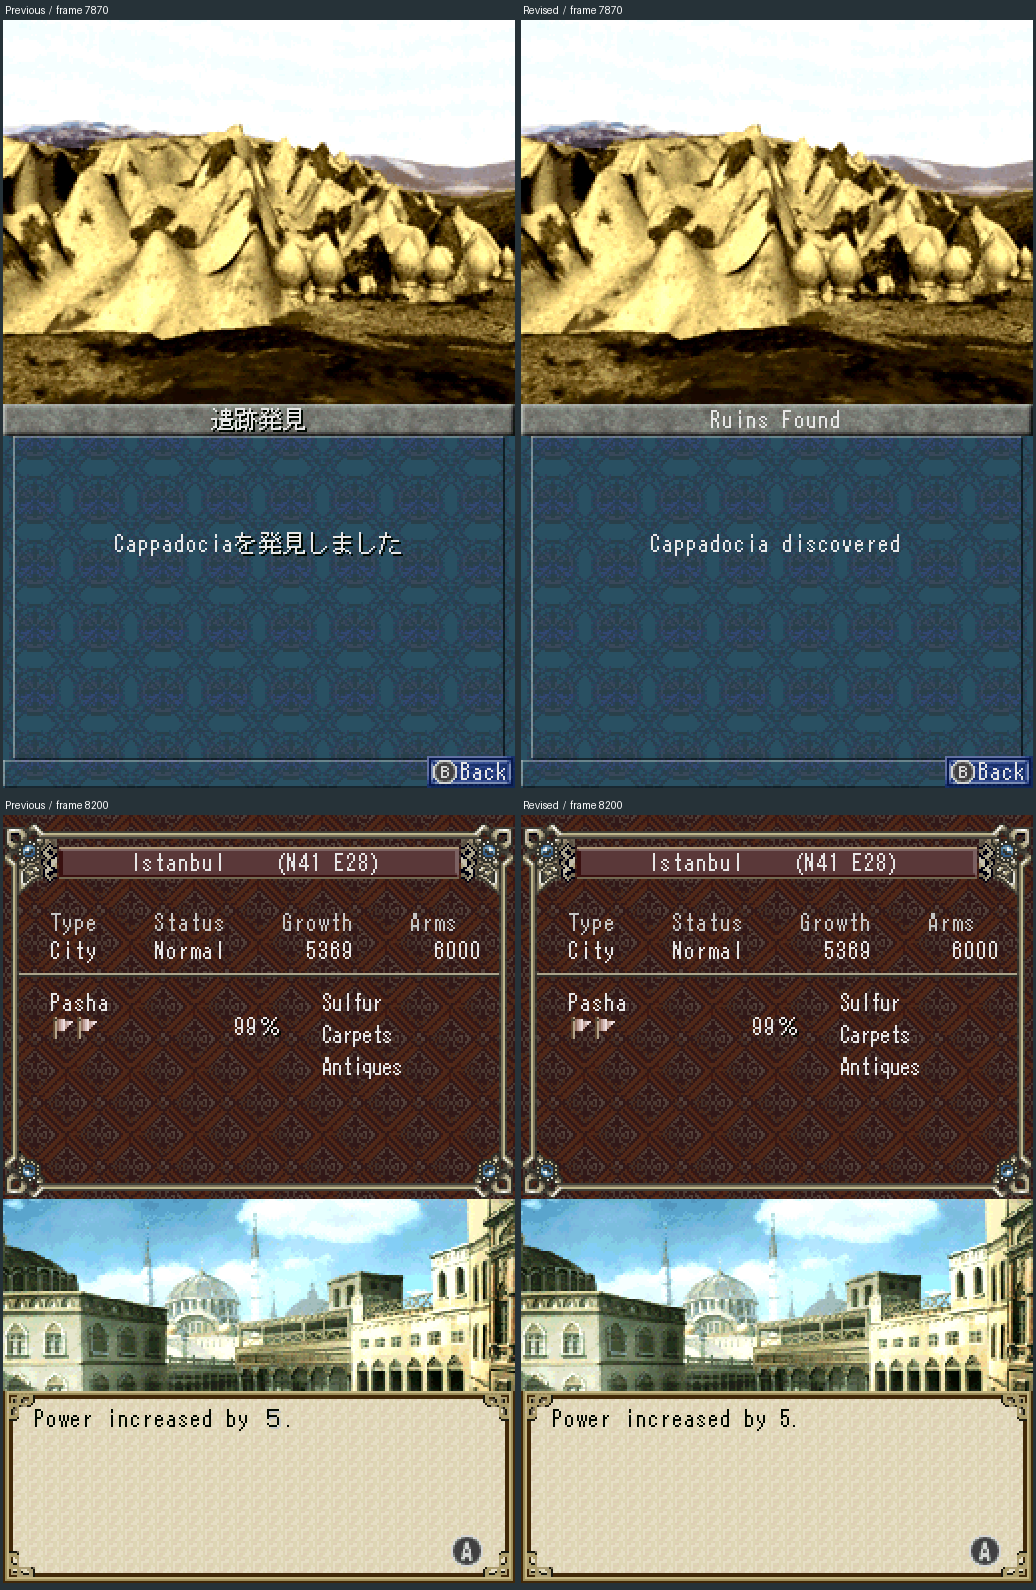 Previous / frame 7870
Revised / frame 7870
遺跡発見
Ruins Found
Cappadociaを発見しました
Cappadocia discovered
B Back
B Back
Previous / frame 8200
Revised / frame 8200
Istanbul (N41 E28)
Istanbul (N41 E28)
Type Status Growth Arms
Type Status Growth Arms
City Normal 5369 6000
City Normal 5369 6000
Pasha Sulfur
Pasha Sulfur
99%
99%
Carpets
Carpets
Antiques
Antiques
Power increased by 5.
Power increased by 5.
A
A